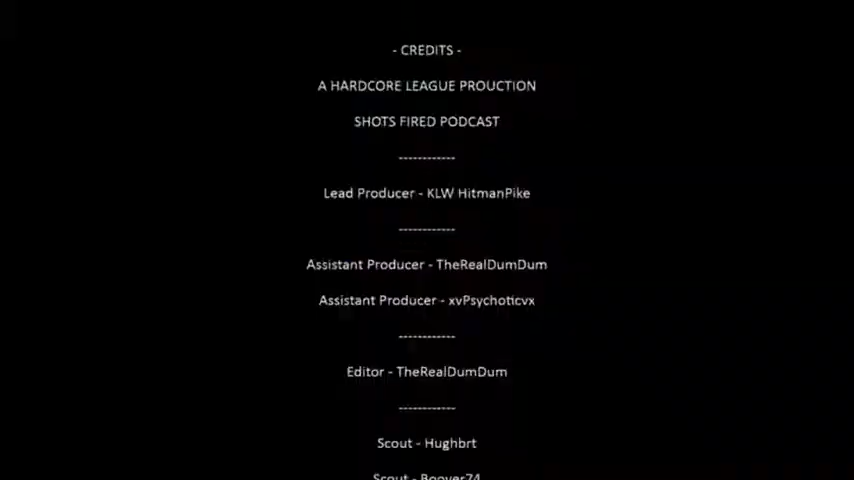 - CREDITS -
A HARDCORE LEAGUE PROUCTION
SHOTS FIRED PODCAST
------------
Lead Producer - KLW HitmanPike
------------
Assistant Producer - TheRealDumDum
Assistant Producer - xvPsychoticvx
------------
Editor - TheRealDumDum
------------
Scout - Hughbrt
Scout -